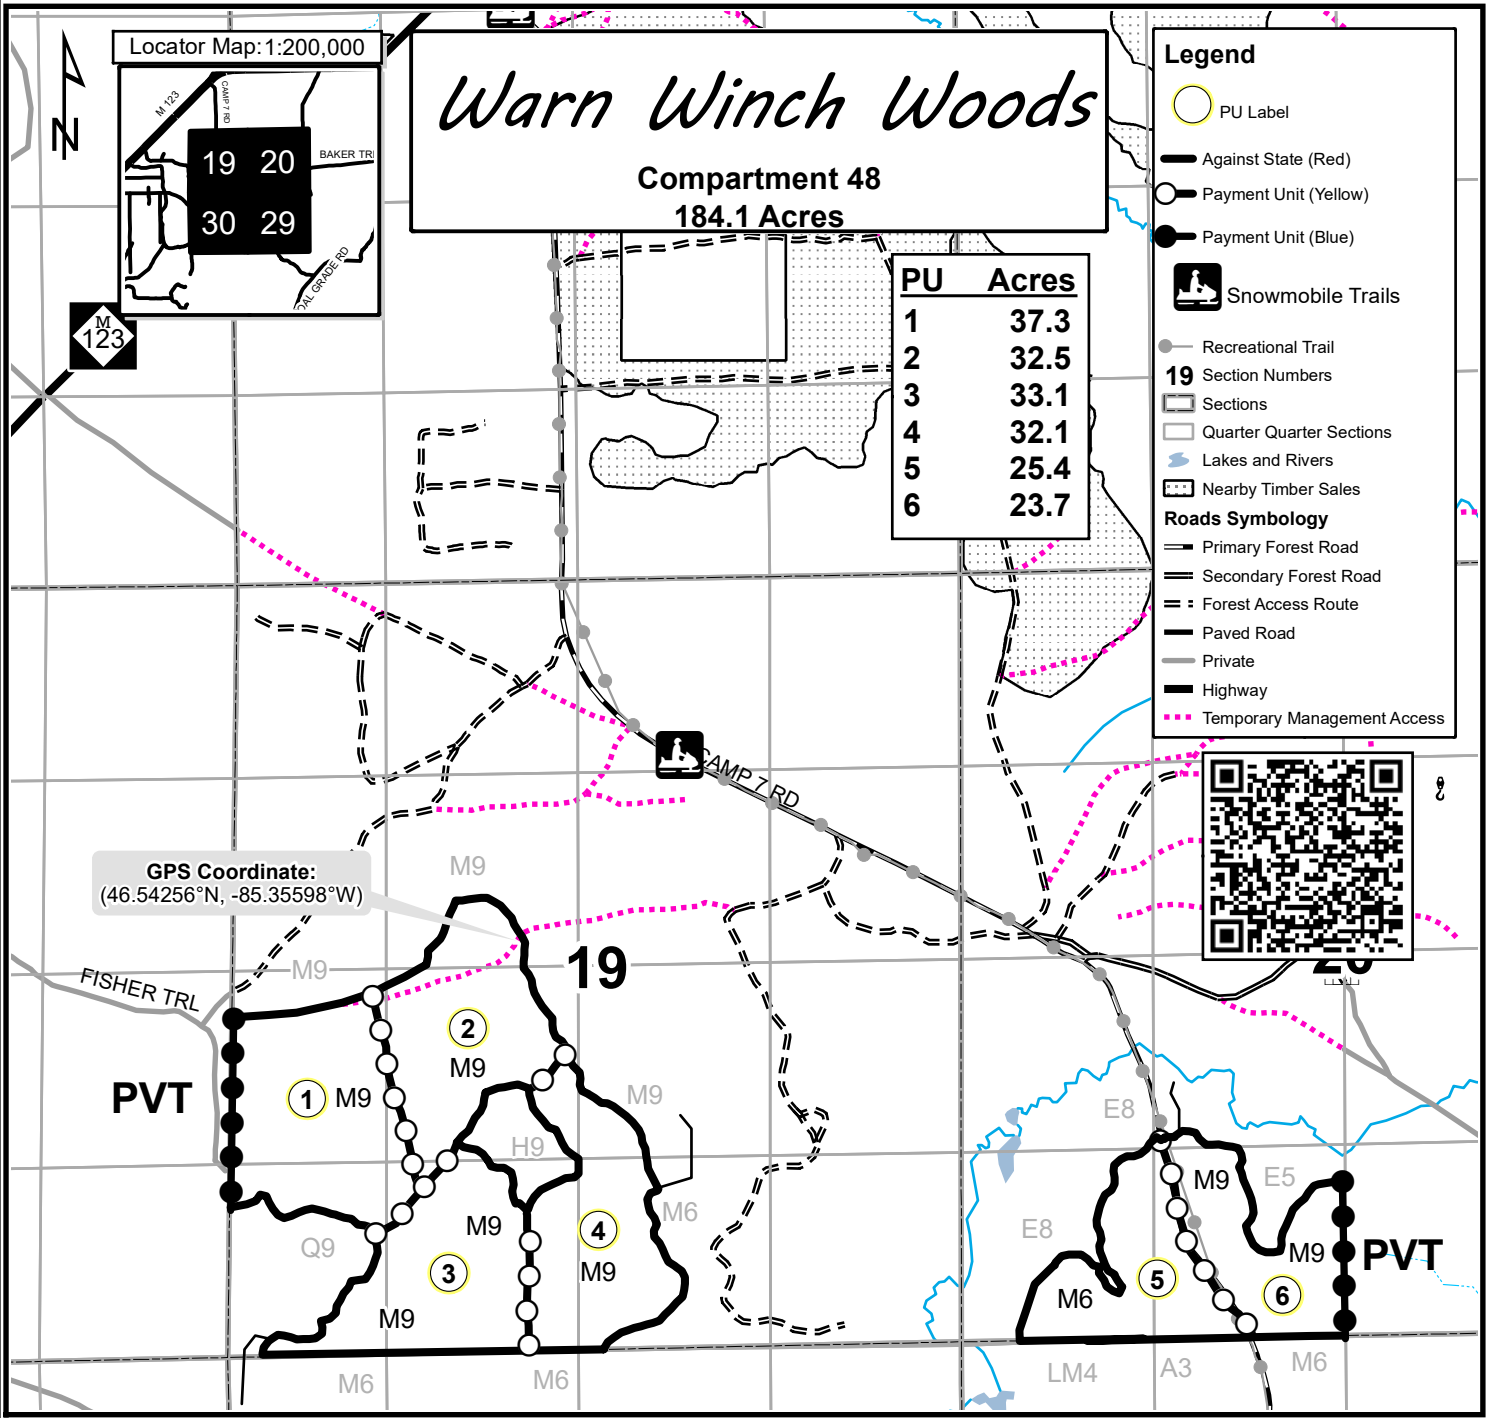 Locator Map:1:200,000
M 123
CAMP 7 RD
BAKER TR
19 20
30 29
OAL GRADE RD
N
M
123
Warn Winch Woods
Compartment 48
184.1 Acres
PU Acres
1 37.3
2 32.5
3 33.1
4 32.1
5 25.4
6 23.7
Legend
PU Label
Against State (Red)
Payment Unit (Yellow)
Payment Unit (Blue)
Snowmobile Trails
Recreational Trail
19 Section Numbers
Sections
Quarter Quarter Sections
Lakes and Rivers
Nearby Timber Sales
Roads Symbology
Primary Forest Road
Secondary Forest Road
Forest Access Route
Paved Road
Private
Highway
Temporary Management Access
CAMP 7 RD
GPS Coordinate:
(46.54256°N, -85.35598°W)
M9
M9
19
FISHER TRL
2
M9
PVT
1 M9
M9
H9
E8
M9
E5
M6
M9
4
M9
Q9
3
M9
E8
M9
PVT
5
6
M6
M6
M6
LM4
A3
M6